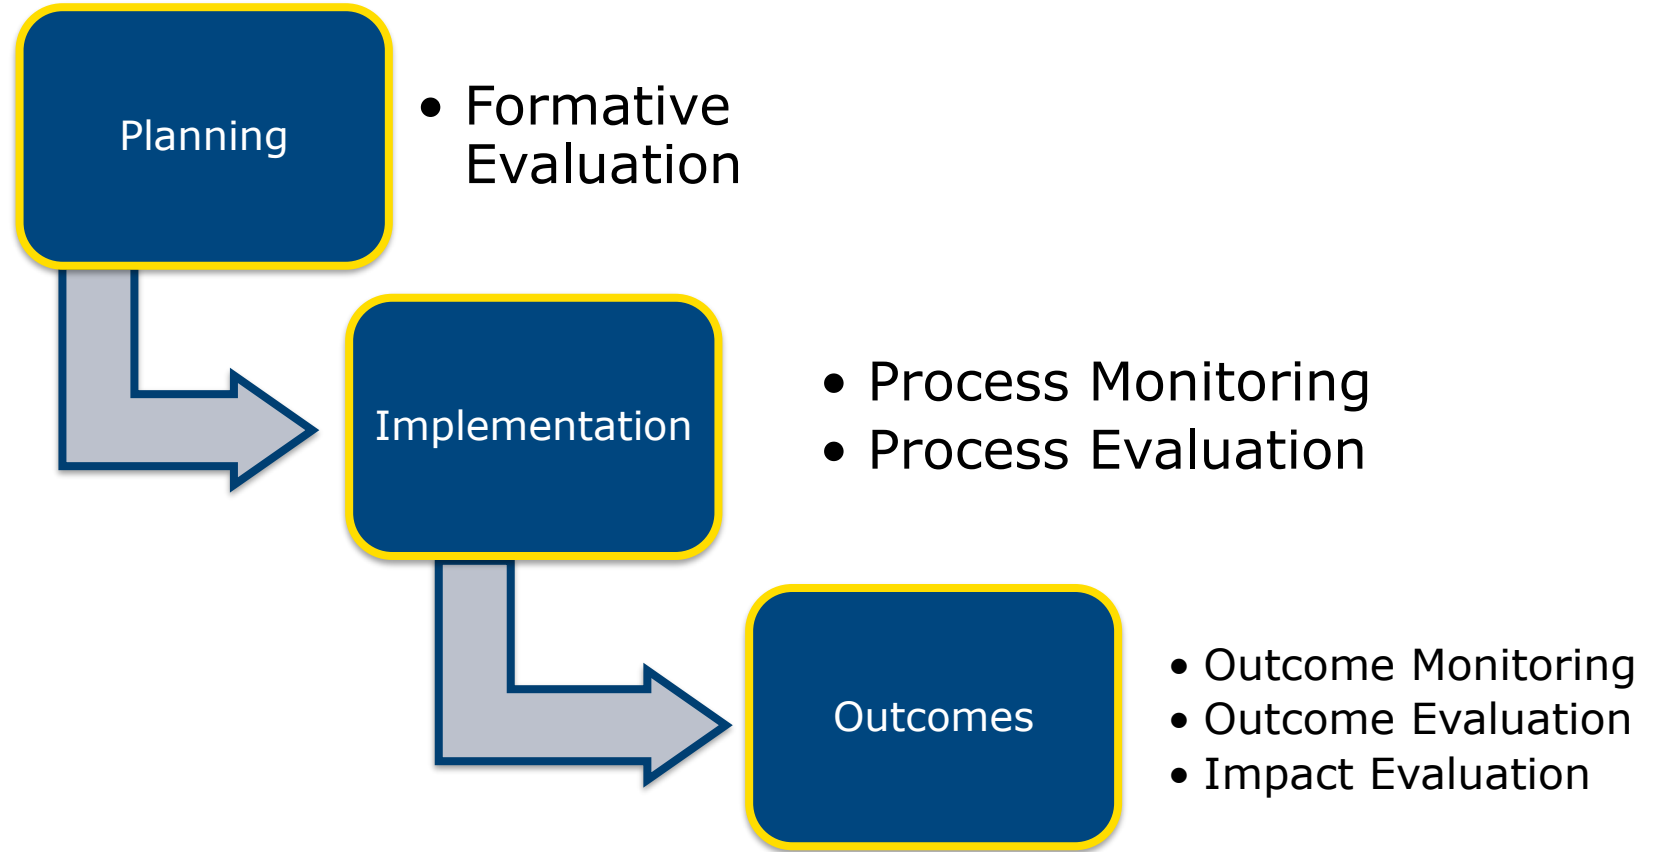 Planning
• Formative
Evaluation
Implementation
• Process Monitoring
• Process Evaluation
Outcomes
• Outcome Monitoring
• Outcome Evaluation
• Impact Evaluation